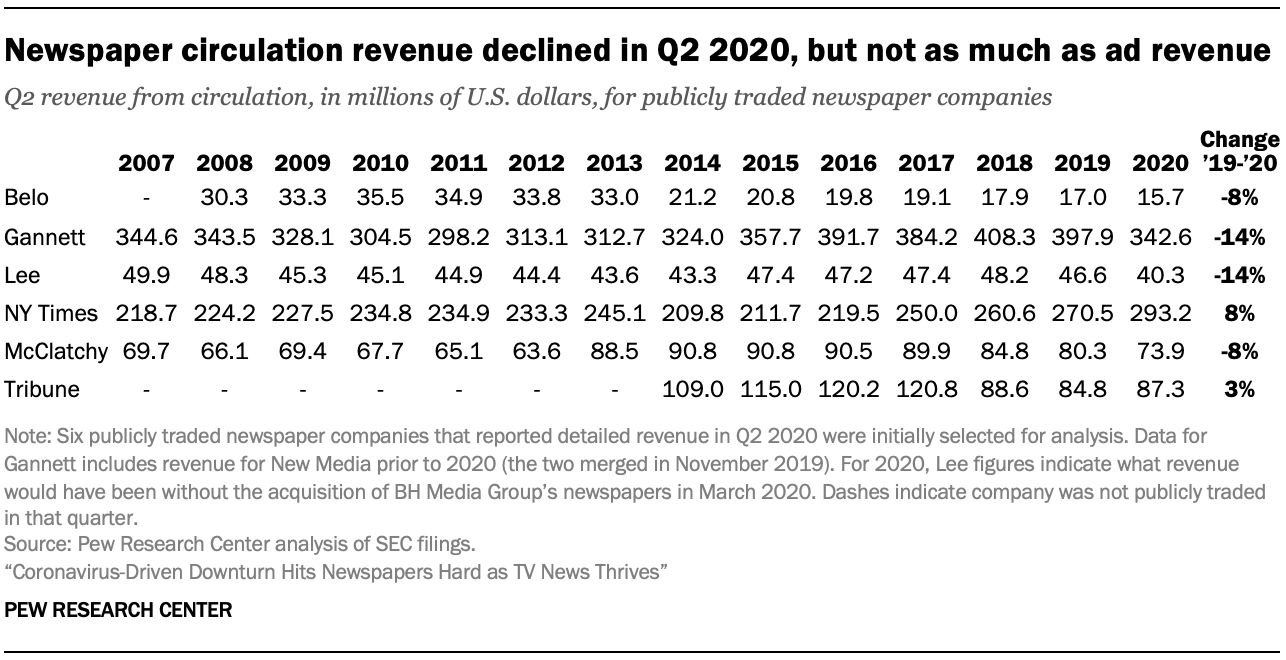 Newspaper circulation revenue declined in Q2 2020, but not as much as ad revenue
Q2 revenue from circulation, in millions of U.S. dollars, for publicly traded newspaper companies
2007 2008 2009 2010 2011 2012 2013 2014 2015 2016 2017 2018 2019 2020 Change ’19-’20
Belo - 30.3 33.3 35.5 34.9 33.8 33.0 21.2 20.8 19.8 19.1 17.9 17.0 15.7 -8%
Gannett 344.6 343.5 328.1 304.5 298.2 313.1 312.7 324.0 357.7 391.7 384.2 408.3 397.9 342.6 -14%
Lee 49.9 48.3 45.3 45.1 44.9 44.4 43.6 43.3 47.4 47.2 47.4 48.2 46.6 40.3 -14%
NY Times 218.7 224.2 227.5 234.8 234.9 233.3 245.1 209.8 211.7 219.5 250.0 260.6 270.5 293.2 8%
McClatchy 69.7 66.1 69.4 67.7 65.1 63.6 88.5 90.8 90.8 90.5 89.9 84.8 80.3 73.9 -8%
Tribune - - - - - - - 109.0 115.0 120.2 120.8 88.6 84.8 87.3 3%
Note: Six publicly traded newspaper companies that reported detailed revenue in Q2 2020 were initially selected for analysis. Data for
Gannett includes revenue for New Media prior to 2020 (the two merged in November 2019). For 2020, Lee figures indicate what revenue
would have been without the acquisition of BH Media Group’s newspapers in March 2020. Dashes indicate company was not publicly traded
in that quarter.
Source: Pew Research Center analysis of SEC filings.
“Coronavirus-Driven Downturn Hits Newspapers Hard as TV News Thrives”
PEW RESEARCH CENTER